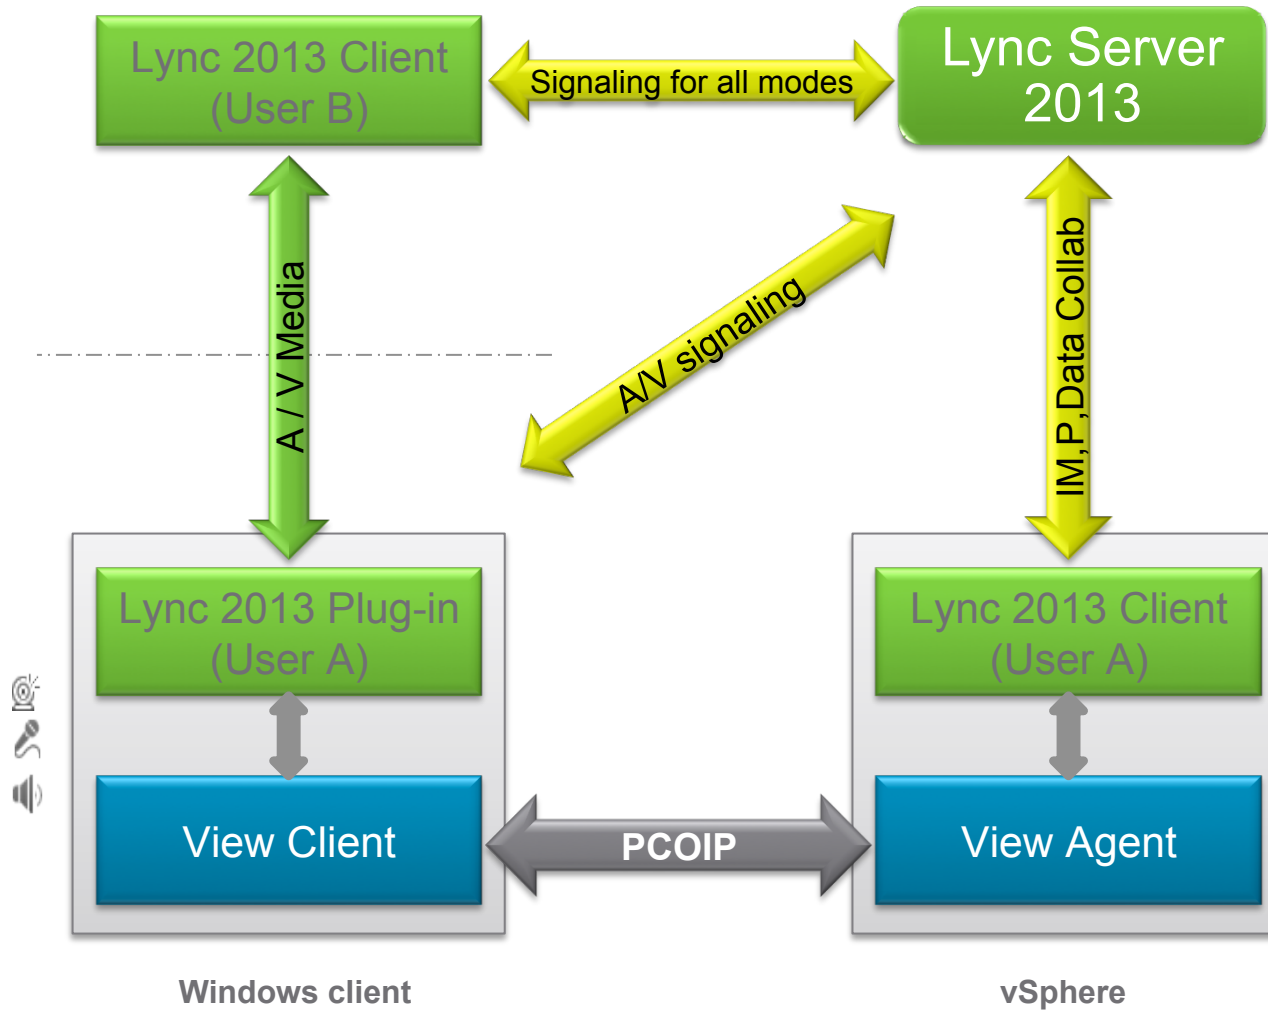 Lync 2013 Client
(User B)
Signaling for all modes
Lync Server
2013
A / V Media
A/V signaling
IM,P,Data Collab
Lync 2013 Plug-in
(User A)
Lync 2013 Client
(User A)
View Client
PCOIP
View Agent
Windows client
vSphere